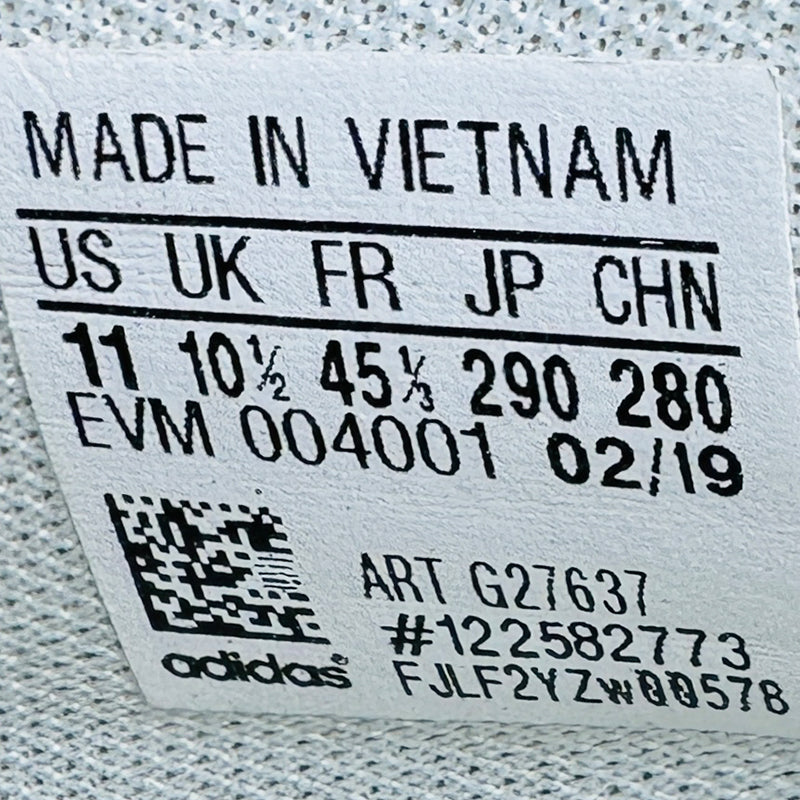 MADE IN VIETNAM
US UK FR JP CHN
11 10½ 45⅓ 290 280
EVM 004001 02/19
ART G27637
#122582773
adidas FJLF2YZW00578